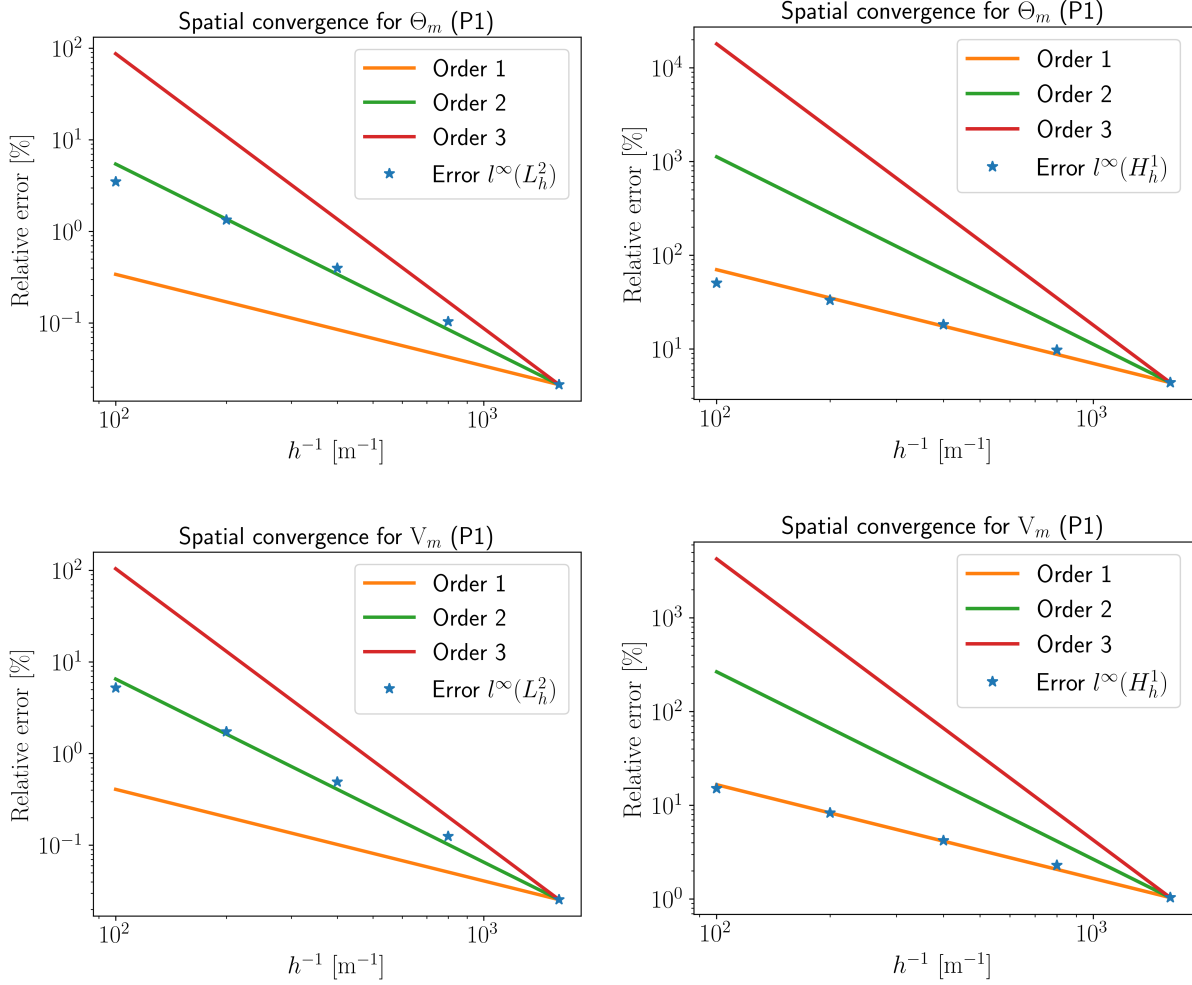 Spatial convergence for Θ_m (P1)
Relative error [%]
10^2
10^1
10^0
10^{-1}
Order 1
Order 2
Order 3
Error l^∞(L_h^2)
10^2
10^3
h^{-1} [m^{-1}]
Spatial convergence for Θ_m (P1)
Relative error [%]
10^4
10^3
10^2
10^1
Order 1
Order 2
Order 3
Error l^∞(H_h^1)
10^2
10^3
h^{-1} [m^{-1}]
Spatial convergence for V_m (P1)
Relative error [%]
10^2
10^1
10^0
10^{-1}
Order 1
Order 2
Order 3
Error l^∞(L_h^2)
10^2
10^3
h^{-1} [m^{-1}]
Spatial convergence for V_m (P1)
Relative error [%]
10^3
10^2
10^1
10^0
Order 1
Order 2
Order 3
Error l^∞(H_h^1)
10^2
10^3
h^{-1} [m^{-1}]